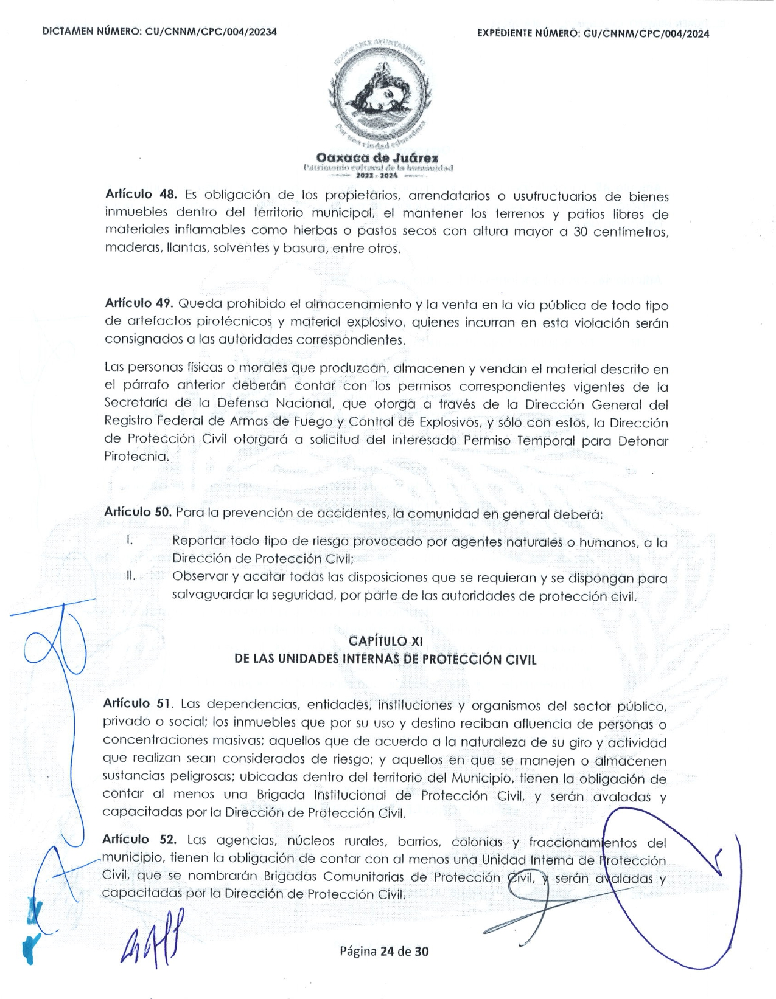 DICTAMEN NÚMERO: CU/CNNM/CPC/004/20234
EXPEDIENTE NÚMERO: CU/CNNM/CPC/004/2024
HONORABLE AYUNTAMIENTO
Por una ciudad educadora
Oaxaca de Juárez
Patrimonio cultural de la humanidad
2022 - 2024
Artículo 48. Es obligación de los propietarios, arrendatarios o usufructuarios de bienes
inmuebles dentro del territorio municipal, el mantener los terrenos y patios libres de
materiales inflamables como hierbas o pastos secos con altura mayor a 30 centímetros,
maderas, llantas, solventes y basura, entre otros.
Artículo 49. Queda prohibido el almacenamiento y la venta en la vía pública de todo tipo
de artefactos pirotécnicos y material explosivo, quienes incurran en esta violación serán
consignados a las autoridades correspondientes.
Las personas físicas o morales que produzcan, almacenen y vendan el material descrito en
el párrafo anterior deberán contar con los permisos correspondientes vigentes de la
Secretaría de la Defensa Nacional, que otorga a través de la Dirección General del
Registro Federal de Armas de Fuego y Control de Explosivos, y sólo con estos, la Dirección
de Protección Civil otorgará a solicitud del interesado Permiso Temporal para Detonar
Pirotecnia.
Artículo 50. Para la prevención de accidentes, la comunidad en general deberá:
I. Reportar todo tipo de riesgo provocado por agentes naturales o humanos, a la
Dirección de Protección Civil;
II. Observar y acatar todas las disposiciones que se requieran y se dispongan para
salvaguardar la seguridad, por parte de las autoridades de protección civil.
CAPÍTULO XI
DE LAS UNIDADES INTERNAS DE PROTECCIÓN CIVIL
Artículo 51. Las dependencias, entidades, instituciones y organismos del sector público,
privado o social; los inmuebles que por su uso y destino reciban afluencia de personas o
concentraciones masivas; aquellos que de acuerdo a la naturaleza de su giro y actividad
que realizan sean considerados de riesgo; y aquellos en que se manejen o almacenen
sustancias peligrosas; ubicadas dentro del territorio del Municipio, tienen la obligación de
contar al menos una Brigada Institucional de Protección Civil, y serán avaladas y
capacitadas por la Dirección de Protección Civil.
Artículo 52. Las agencias, núcleos rurales, barrios, colonias y fraccionamientos del
municipio, tienen la obligación de contar con al menos una Unidad Interna de Protección
Civil, que se nombrarán Brigadas Comunitarias de Protección Civil, y serán avaladas y
capacitadas por la Dirección de Protección Civil.
Página 24 de 30